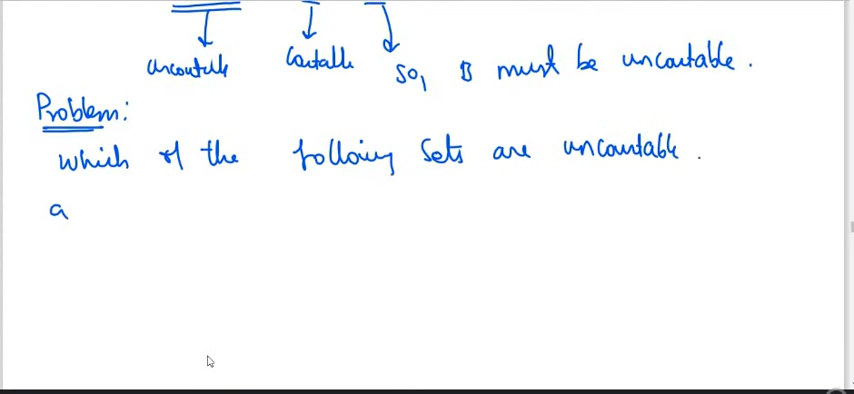 uncountable countable so, B must be uncountable.
Problem:
which of the following sets are uncountable.
a